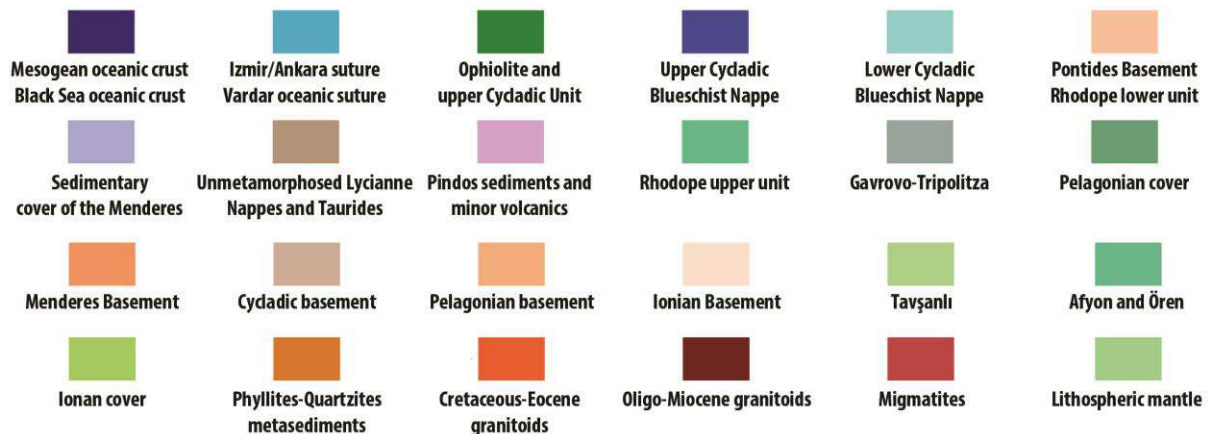 Mesogean oceanic crust
Black Sea oceanic crust
Izmir/Ankara suture
Vardar oceanic suture
Ophiolite and
upper Cycladic Unit
Upper Cycladic
Blueschist Nappe
Lower Cycladic
Blueschist Nappe
Pontides Basement
Rhodope lower unit
Sedimentary
cover of the Menderes
Unmetamorphosed Lycianne
Nappes and Taurides
Pindos sediments and
minor volcanics
Rhodope upper unit
Gavrovo-Tripolitza
Pelagonian cover
Menderes Basement
Cycladic basement
Pelagonian basement
Ionian Basement
Tavşanlı
Afyon and Ören
Ionan cover
Phyllites-Quartzites
metasediments
Cretaceous-Eocene
granitoids
Oligo-Miocene granitoids
Migmatites
Lithospheric mantle